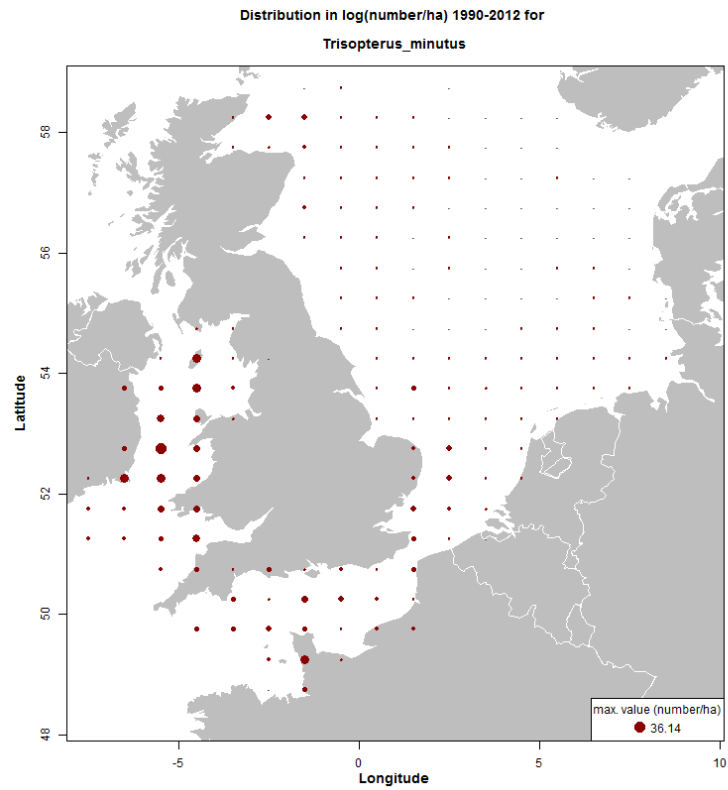 Distribution in log(number/ha) 1990-2012 for
Trisopterus_minutus
58
56
54
52
50
48
Latitude
-5
0
5
10
Longitude
max. value (number/ha)
36.14